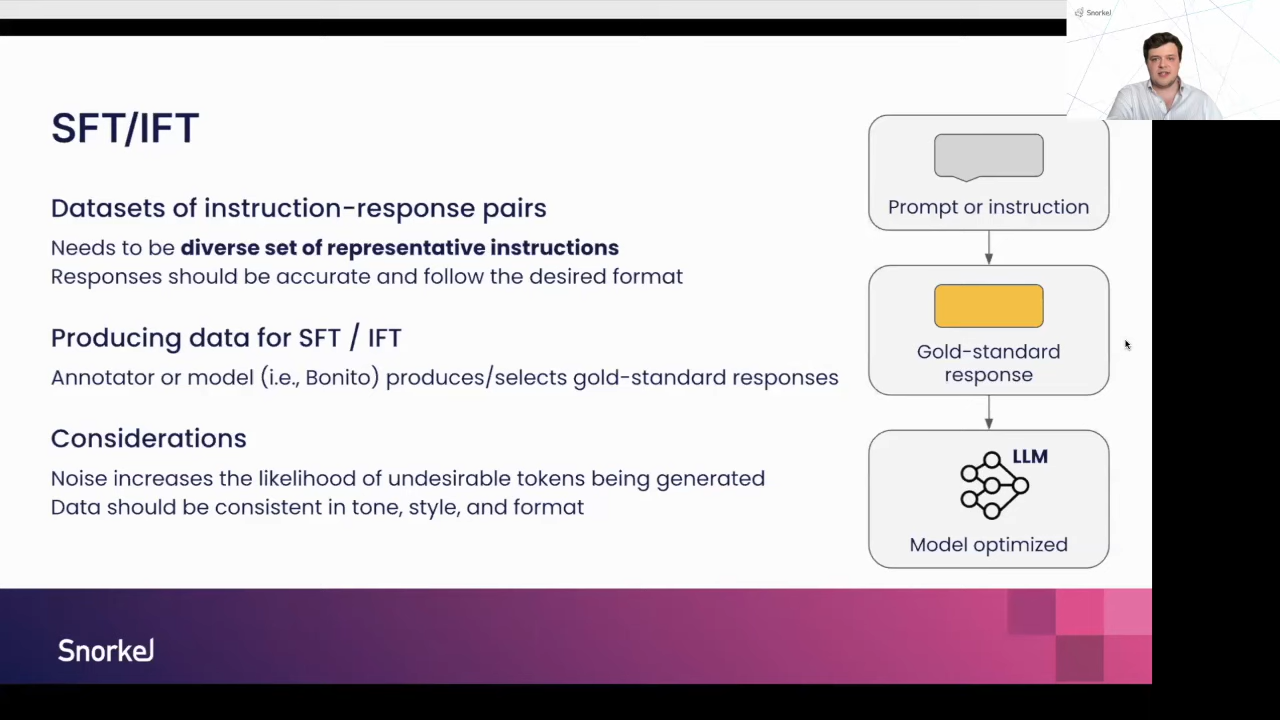 Snorkel
SFT/IFT
Datasets of instruction-response pairs
Needs to be diverse set of representative instructions
Responses should be accurate and follow the desired format
Producing data for SFT / IFT
Annotator or model (i.e., Bonito) produces/selects gold-standard responses
Considerations
Noise increases the likelihood of undesirable tokens being generated
Data should be consistent in tone, style, and format
Prompt or instruction
Gold-standard
response
LLM
Model optimized
Snorkel